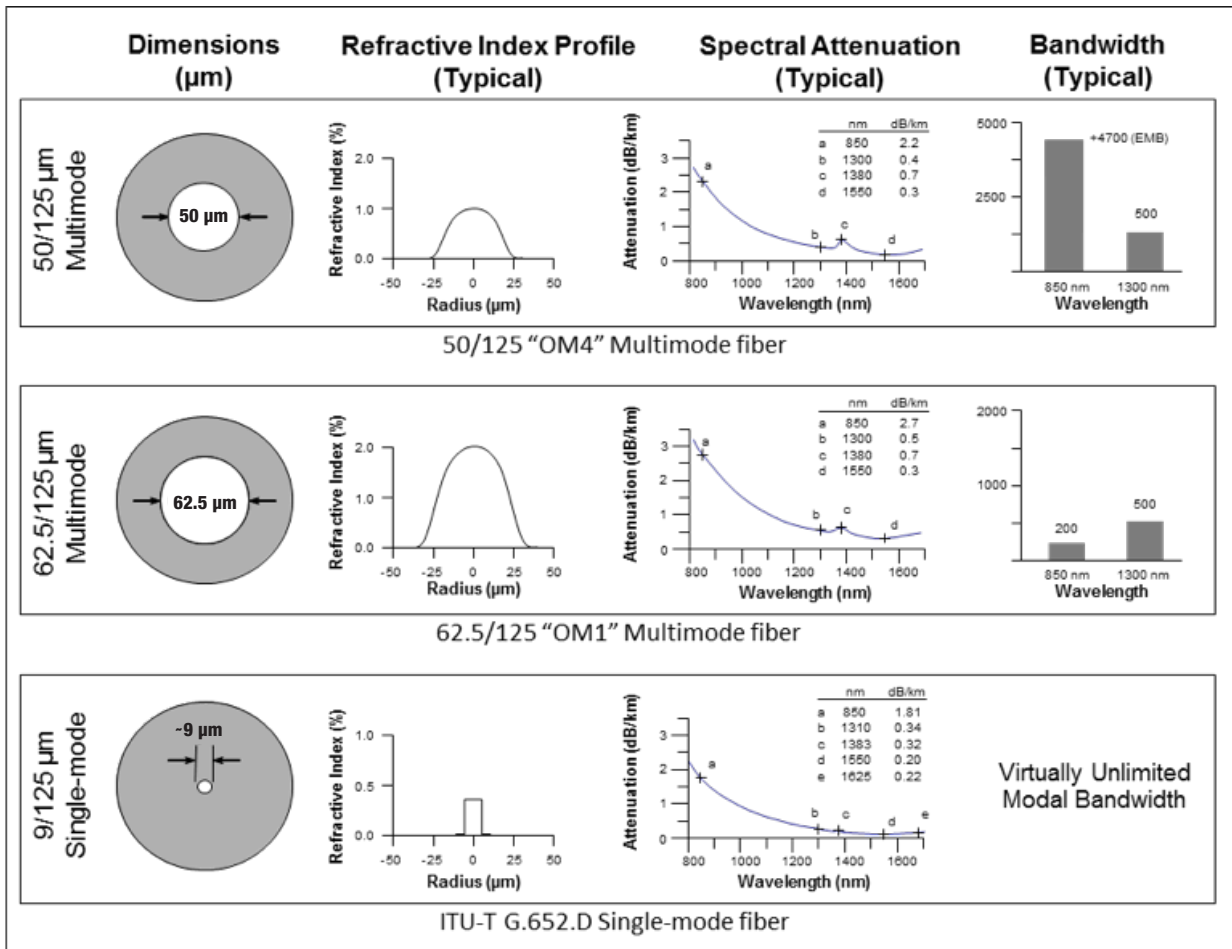 Dimensions
(µm)
Refractive Index Profile
(Typical)
Spectral Attenuation
(Typical)
Bandwidth
(Typical)
50/125 µm
Multimode
50 µm
Refractive Index (%)
2.0
1.0
0.0
-50 -25 0 25 50
Radius (µm)
Attenuation (dB/km)
3
2
1
0
nm dB/km
a 850 2.2
b 1300 0.4
c 1380 0.7
d 1550 0.3
a
b
c
d
800 1000 1200 1400 1600
Wavelength (nm)
5000
2500
0
+4700 (EMB)
500
850 nm 1300 nm
Wavelength
50/125 “OM4” Multimode fiber
62.5/125 µm
Multimode
62.5 µm
Refractive Index (%)
2.0
1.0
0.0
-50 -25 0 25 50
Radius (µm)
Attenuation (dB/km)
3
2
1
0
nm dB/km
a 850 2.7
b 1300 0.5
c 1380 0.7
d 1550 0.3
a
b
c
d
800 1000 1200 1400 1600
Wavelength (nm)
2000
1000
0
200
500
850 nm 1300 nm
Wavelength
62.5/125 “OM1” Multimode fiber
9/125 µm
Single-mode
~9 µm
Refractive Index (%)
1.0
0.5
0.0
-50 -25 0 25 50
Radius (µm)
Attenuation (dB/km)
3
2
1
0
nm dB/km
a 850 1.81
b 1310 0.34
c 1383 0.32
d 1550 0.20
e 1625 0.22
a
b
c
d
e
800 1000 1200 1400 1600
Wavelength (nm)
Virtually Unlimited
Modal Bandwidth
ITU-T G.652.D Single-mode fiber